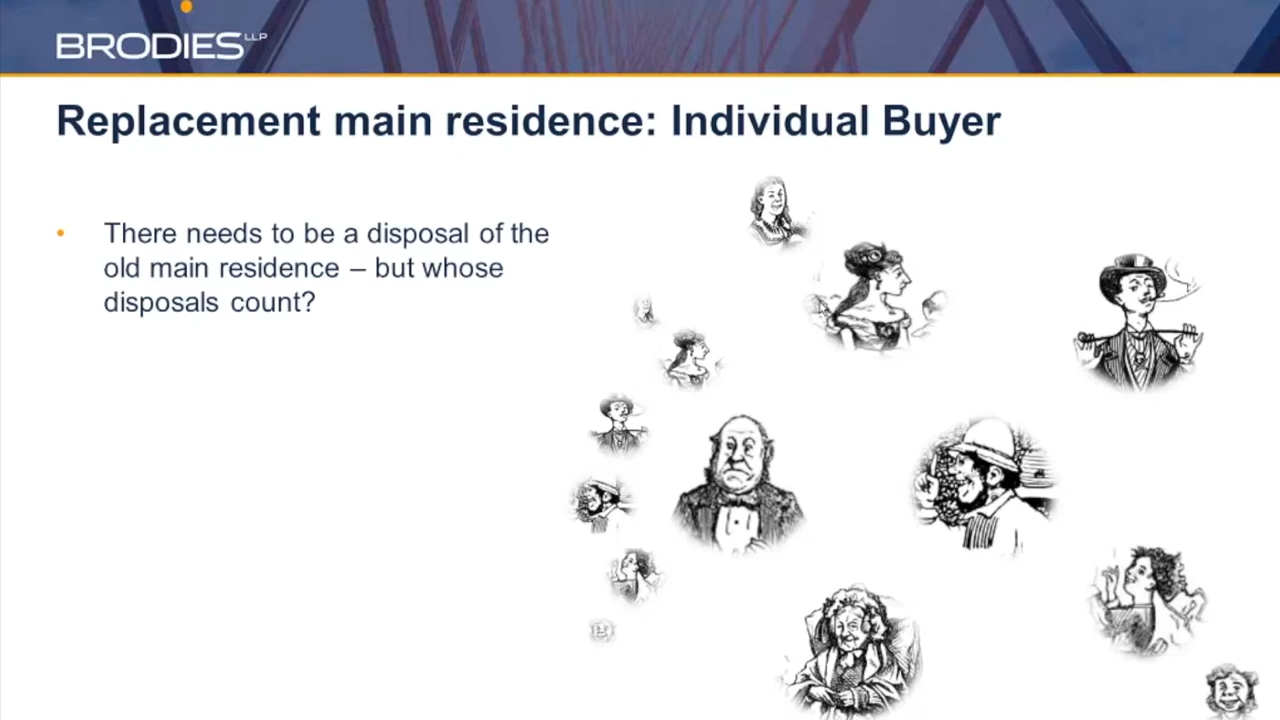 BRODIES LLP
Replacement main residence: Individual Buyer
• There needs to be a disposal of the
old main residence – but whose
disposals count?